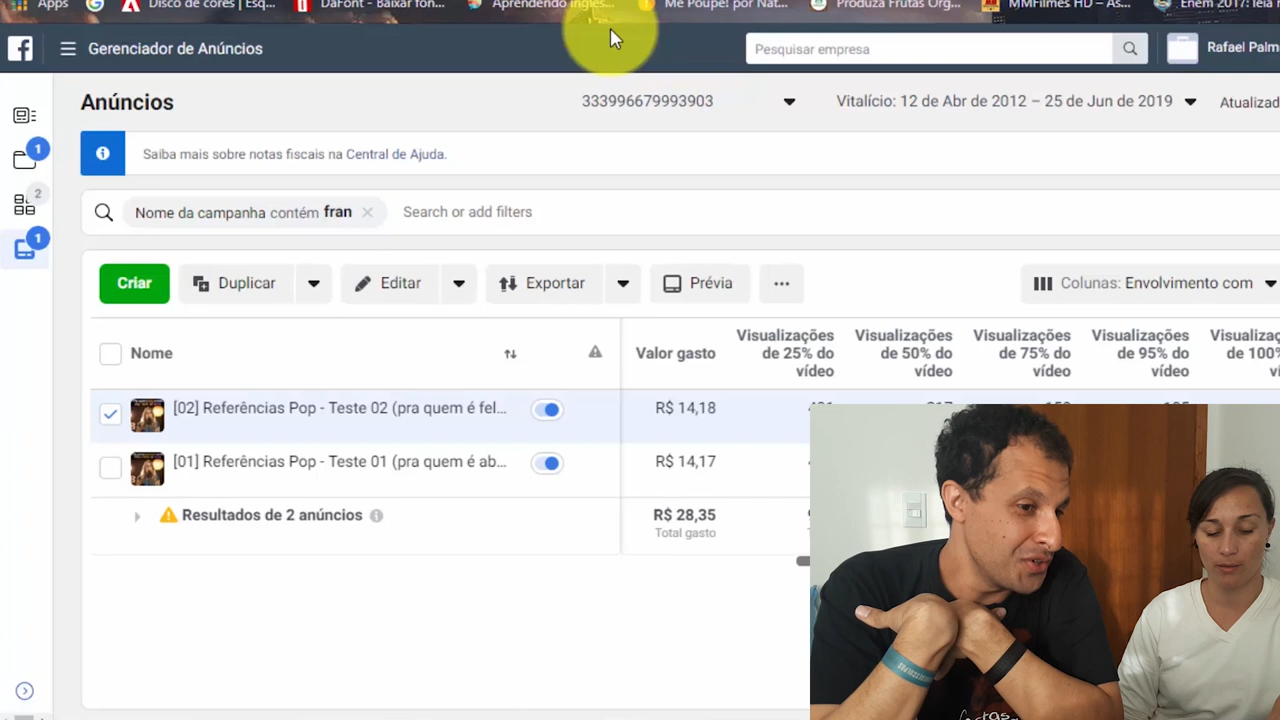 Apps
Disco de cores | Esq...
DaFont - Baixar fon...
Aprendendo inglês...
Me Poupe! por Nat...
Produza Frutas Org...
MMFilmes HD – As...
Enem 2017: leia r
Gerenciador de Anúncios
Pesquisar empresa
Rafael Palm
Anúncios
333996679993903
Vitalício: 12 de Abr de 2012 – 25 de Jun de 2019
Atualizad
Saiba mais sobre notas fiscais na Central de Ajuda.
1
2
1
Nome da campanha contém fran
Search or add filters
Criar
Duplicar
Editar
Exportar
Prévia
Colunas: Envolvimento com
Nome
Valor gasto
Visualizações de 25% do vídeo
Visualizações de 50% do vídeo
Visualizações de 75% do vídeo
Visualizações de 95% do vídeo
Visualiz de 100%
[02] Referências Pop - Teste 02 (pra quem é fel...
R$ 14,18
[01] Referências Pop - Teste 01 (pra quem é ab...
R$ 14,17
Resultados de 2 anúncios
R$ 28,35
Total gasto